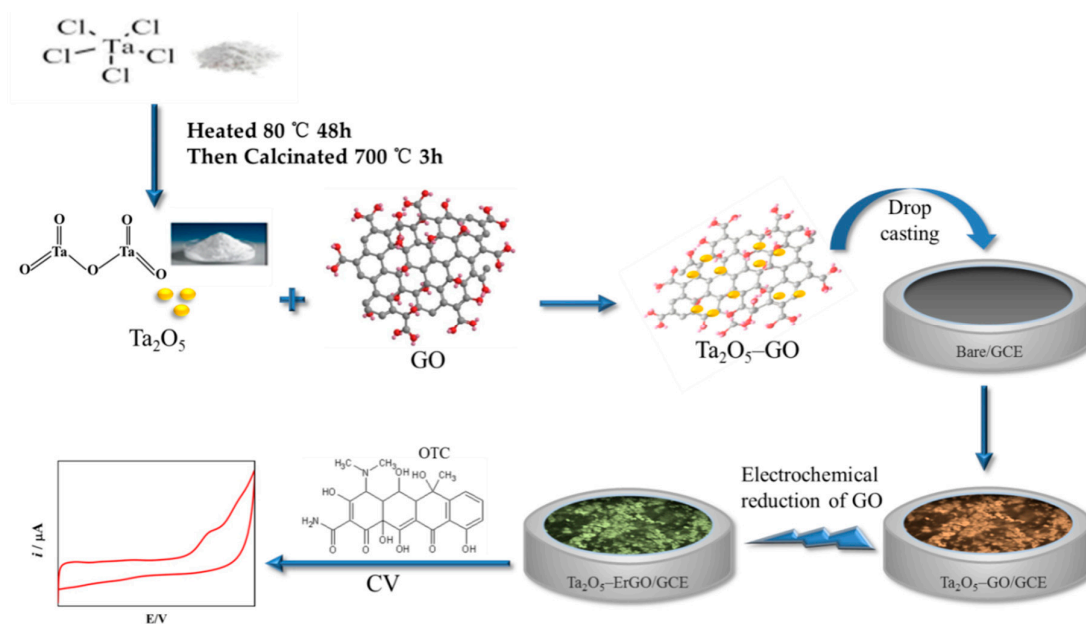 Cl Cl
Cl Ta Cl
Cl
Heated 80 ℃ 48h
Then Calcinated 700 ℃ 3h
O O
Ta Ta
O O O
Ta₂O₅
+
GO
Ta₂O₅–GO
Drop
casting
Bare/GCE
Electrochemical
reduction of GO
Ta₂O₅–GO/GCE
Ta₂O₅–ErGO/GCE
OTC
H₃C CH₃
N OH HO CH₃
HO
H₂N
O OH O OH O OH
CV
i / μA
E/V